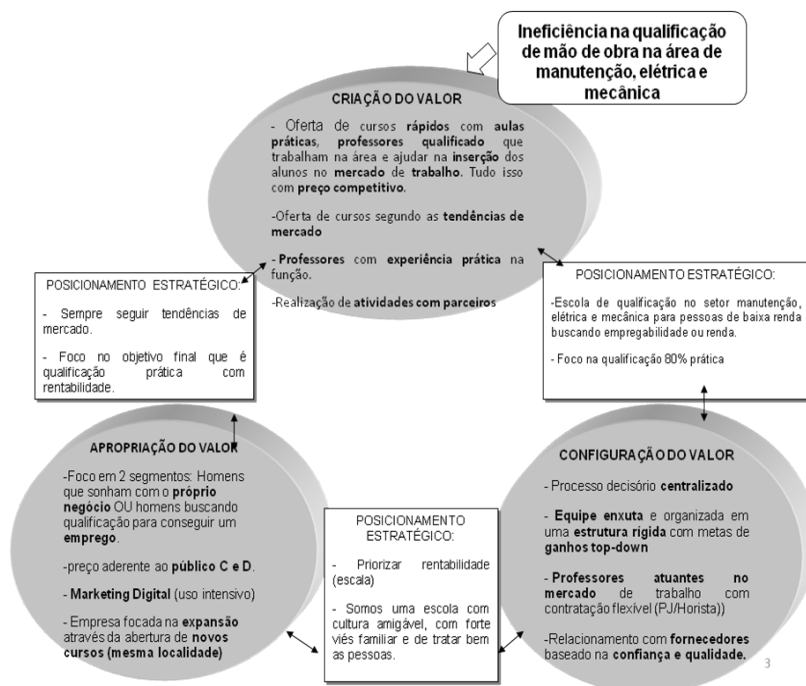 Ineficiência na qualificação
de mão de obra na área de
manutenção, elétrica e
mecânica
CRIAÇÃO DO VALOR
- Oferta de cursos rápidos com aulas
práticas, professores qualificado que
trabalham na área e ajudar na inserção dos
alunos no mercado de trabalho. Tudo isso
com preço competitivo.
-Oferta de cursos segundo as tendências de
mercado
- Professores com experiência prática na
função.
-Realização de atividades com parceiros
POSICIONAMENTO ESTRATÉGICO:
- Sempre seguir tendências de
mercado.
- Foco no objetivo final que é
qualificação prática com
rentabilidade.
POSICIONAMENTO ESTRATÉGICO:
-Escola de qualificação no setor manutenção,
elétrica e mecânica para pessoas de baixa renda
buscando empregabilidade ou renda.
- Foco na qualificação 80% prática
APROPRIAÇÃO DO VALOR
-Foco em 2 segmentos: Homens
que sonham com o próprio
negócio OU homens buscando
qualificação para conseguir um
emprego.
-preço aderente ao público C e D.
- Marketing Digital (uso intensivo)
- Empresa focada na expansão
através da abertura de novos
cursos (mesma localidade)
POSICIONAMENTO
ESTRATÉGICO:
- Priorizar rentabilidade
(escala)
- Somos uma escola com
cultura amigável, com forte
viés familiar e de tratar bem
as pessoas.
CONFIGURAÇÃO DO VALOR
- Processo decisório centralizado
- Equipe enxuta e organizada em
uma estrutura rígida com metas de
ganhos top-down
- Professores atuantes no
mercado de trabalho com
contratação flexível (PJ/Horista))
-Relacionamento com fornecedores
baseado na confiança e qualidade.
3